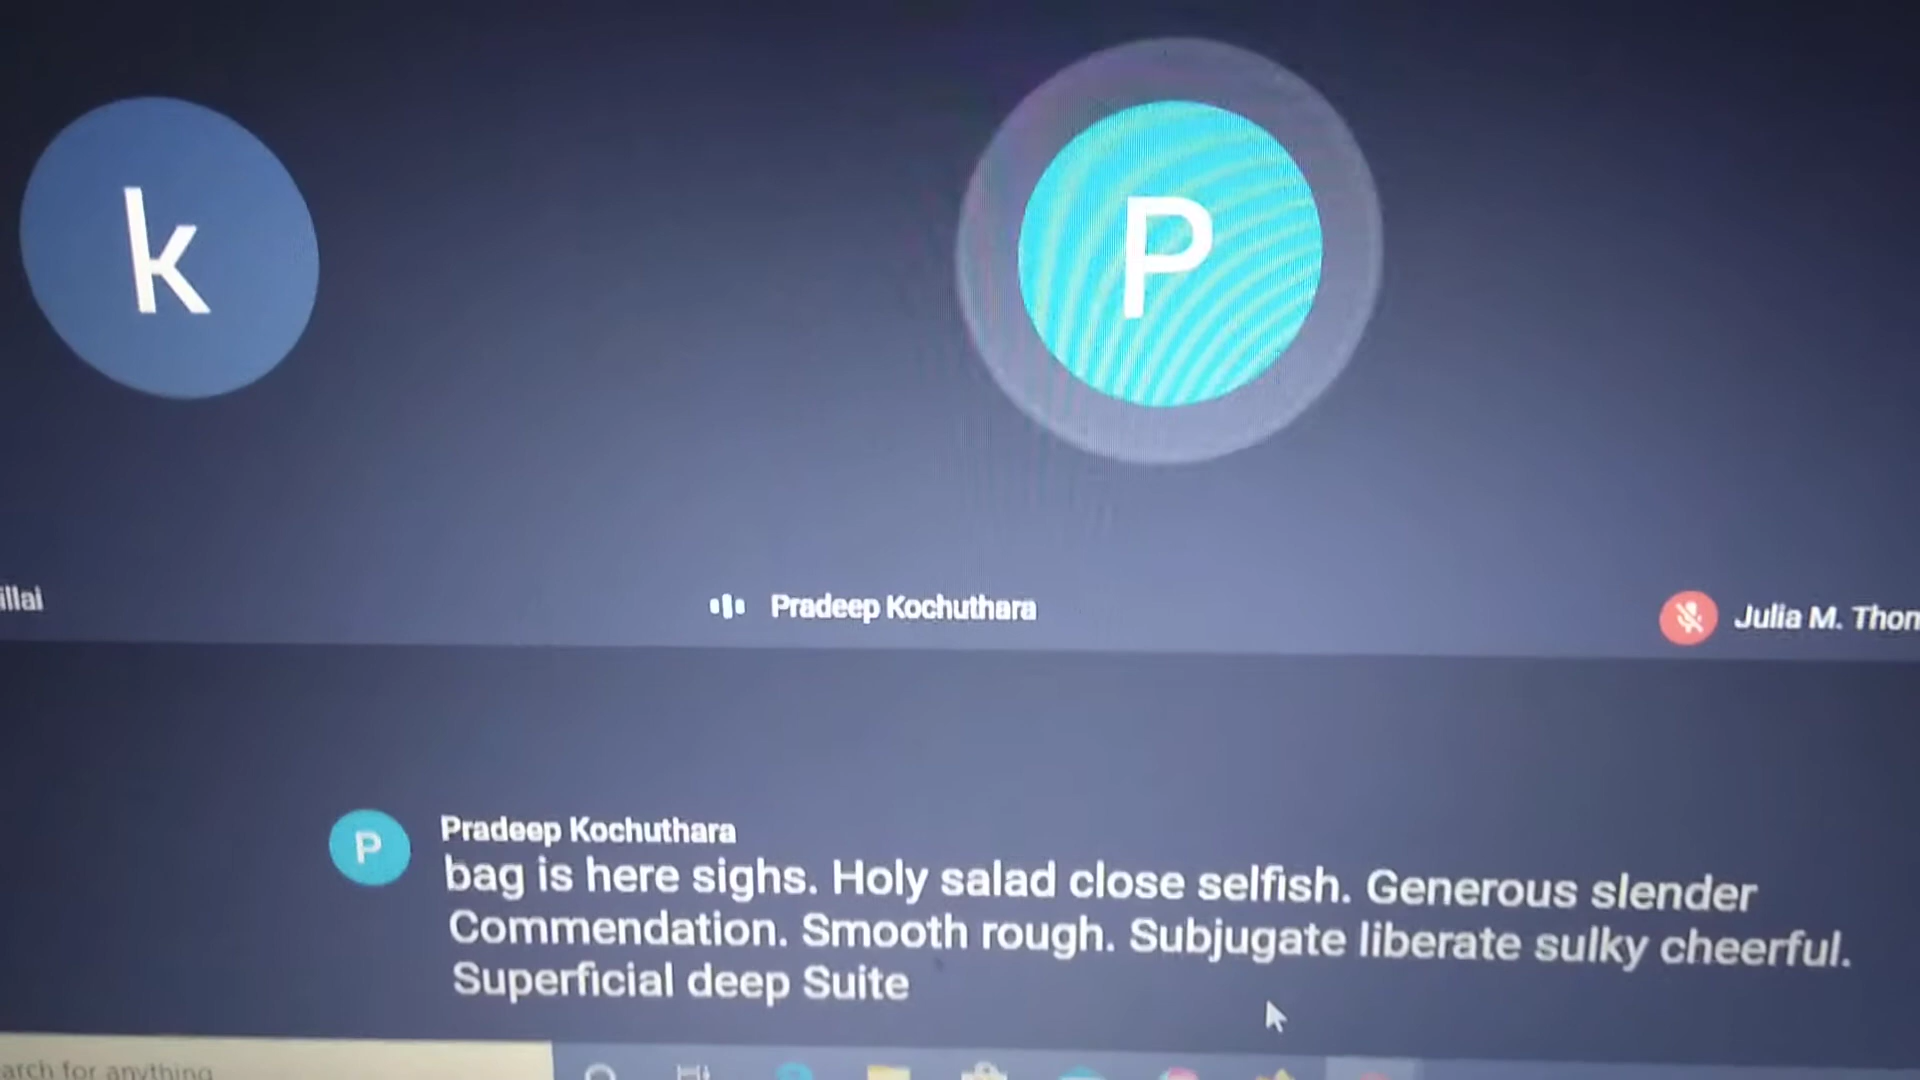 k
P
illai
Pradeep Kochuthara
Julia M. Thom
P
Pradeep Kochuthara
bag is here sighs. Holy salad close selfish. Generous slender
Commendation. Smooth rough. Subjugate liberate sulky cheerful.
Superficial deep Suite
arch for anything